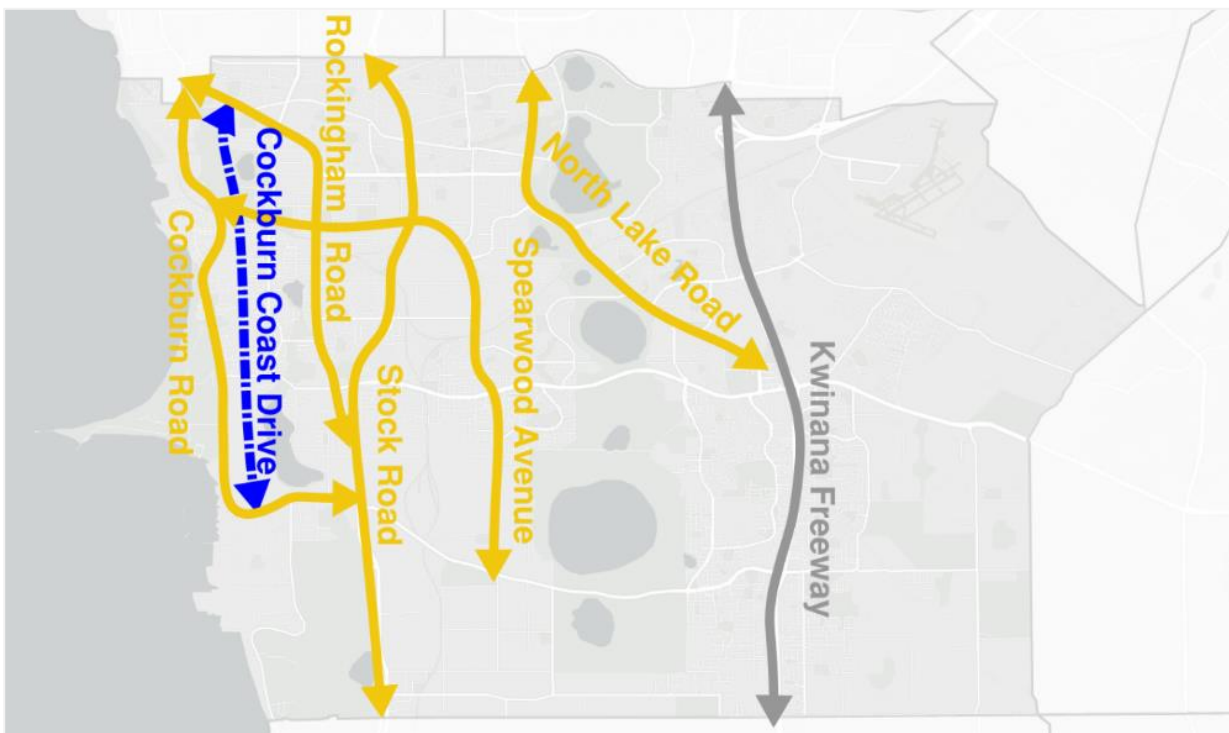 Rockingham Road
Cockburn Coast Drive
Cockburn Road
Stock Road
Spearwood Avenue
North Lake Road
Kwinana Freeway